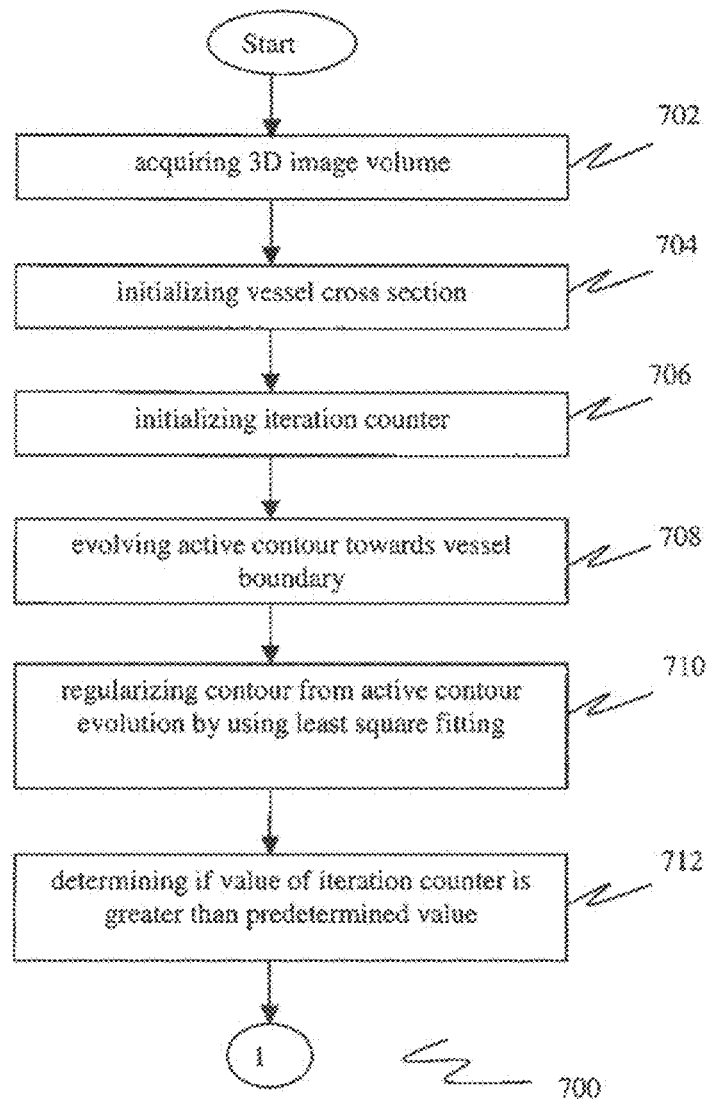 Start
702
acquiring 3D image volume
704
initializing vessel cross section
706
initializing iteration counter
708
evolving active contour towards vessel
boundary
710
regularizing contour from active contour
evolution by using least square fitting
712
determining if value of iteration counter is
greater than predetermined value
1
700